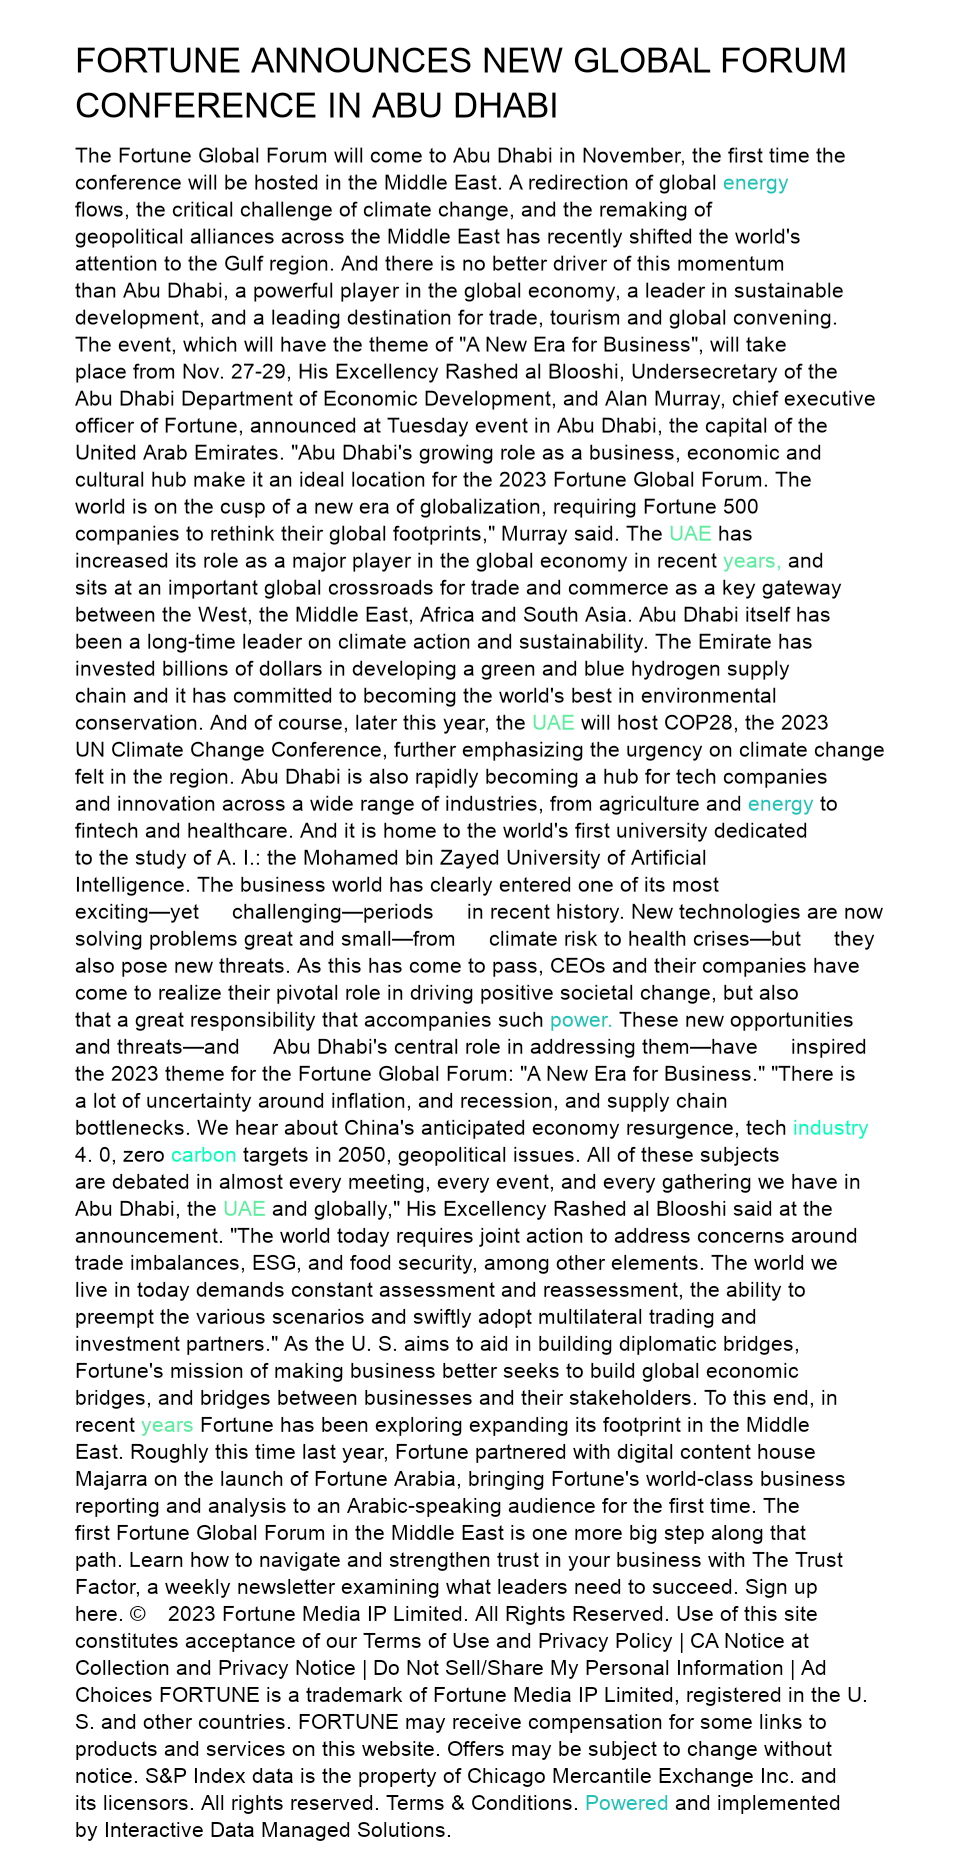 FORTUNE ANNOUNCES NEW GLOBAL FORUM
CONFERENCE IN ABU DHABI
The Fortune Global Forum will come to Abu Dhabi in November, the first time the
conference will be hosted in the Middle East. A redirection of global energy
flows, the critical challenge of climate change, and the remaking of
geopolitical alliances across the Middle East has recently shifted the world's
attention to the Gulf region. And there is no better driver of this momentum
than Abu Dhabi, a powerful player in the global economy, a leader in sustainable
development, and a leading destination for trade, tourism and global convening.
The event, which will have the theme of "A New Era for Business", will take
place from Nov. 27-29, His Excellency Rashed al Blooshi, Undersecretary of the
Abu Dhabi Department of Economic Development, and Alan Murray, chief executive
officer of Fortune, announced at Tuesday event in Abu Dhabi, the capital of the
United Arab Emirates. "Abu Dhabi's growing role as a business, economic and
cultural hub make it an ideal location for the 2023 Fortune Global Forum. The
world is on the cusp of a new era of globalization, requiring Fortune 500
companies to rethink their global footprints," Murray said. The UAE has
increased its role as a major player in the global economy in recent years, and
sits at an important global crossroads for trade and commerce as a key gateway
between the West, the Middle East, Africa and South Asia. Abu Dhabi itself has
been a long-time leader on climate action and sustainability. The Emirate has
invested billions of dollars in developing a green and blue hydrogen supply
chain and it has committed to becoming the world's best in environmental
conservation. And of course, later this year, the UAE will host COP28, the 2023
UN Climate Change Conference, further emphasizing the urgency on climate change
felt in the region. Abu Dhabi is also rapidly becoming a hub for tech companies
and innovation across a wide range of industries, from agriculture and energy to
fintech and healthcare. And it is home to the world's first university dedicated
to the study of A. I.: the Mohamed bin Zayed University of Artificial
Intelligence. The business world has clearly entered one of its most
exciting—yet challenging—periods in recent history. New technologies are now
solving problems great and small—from climate risk to health crises—but they
also pose new threats. As this has come to pass, CEOs and their companies have
come to realize their pivotal role in driving positive societal change, but also
that a great responsibility that accompanies such power. These new opportunities
and threats—and Abu Dhabi's central role in addressing them—have inspired
the 2023 theme for the Fortune Global Forum: "A New Era for Business." "There is
a lot of uncertainty around inflation, and recession, and supply chain
bottlenecks. We hear about China's anticipated economy resurgence, tech industry
4. 0, zero carbon targets in 2050, geopolitical issues. All of these subjects
are debated in almost every meeting, every event, and every gathering we have in
Abu Dhabi, the UAE and globally," His Excellency Rashed al Blooshi said at the
announcement. "The world today requires joint action to address concerns around
trade imbalances, ESG, and food security, among other elements. The world we
live in today demands constant assessment and reassessment, the ability to
preempt the various scenarios and swiftly adopt multilateral trading and
investment partners." As the U. S. aims to aid in building diplomatic bridges,
Fortune's mission of making business better seeks to build global economic
bridges, and bridges between businesses and their stakeholders. To this end, in
recent years Fortune has been exploring expanding its footprint in the Middle
East. Roughly this time last year, Fortune partnered with digital content house
Majarra on the launch of Fortune Arabia, bringing Fortune's world-class business
reporting and analysis to an Arabic-speaking audience for the first time. The
first Fortune Global Forum in the Middle East is one more big step along that
path. Learn how to navigate and strengthen trust in your business with The Trust
Factor, a weekly newsletter examining what leaders need to succeed. Sign up
here. © 2023 Fortune Media IP Limited. All Rights Reserved. Use of this site
constitutes acceptance of our Terms of Use and Privacy Policy | CA Notice at
Collection and Privacy Notice | Do Not Sell/Share My Personal Information | Ad
Choices FORTUNE is a trademark of Fortune Media IP Limited, registered in the U.
S. and other countries. FORTUNE may receive compensation for some links to
products and services on this website. Offers may be subject to change without
notice. S&P Index data is the property of Chicago Mercantile Exchange Inc. and
its licensors. All rights reserved. Terms & Conditions. Powered and implemented
by Interactive Data Managed Solutions.